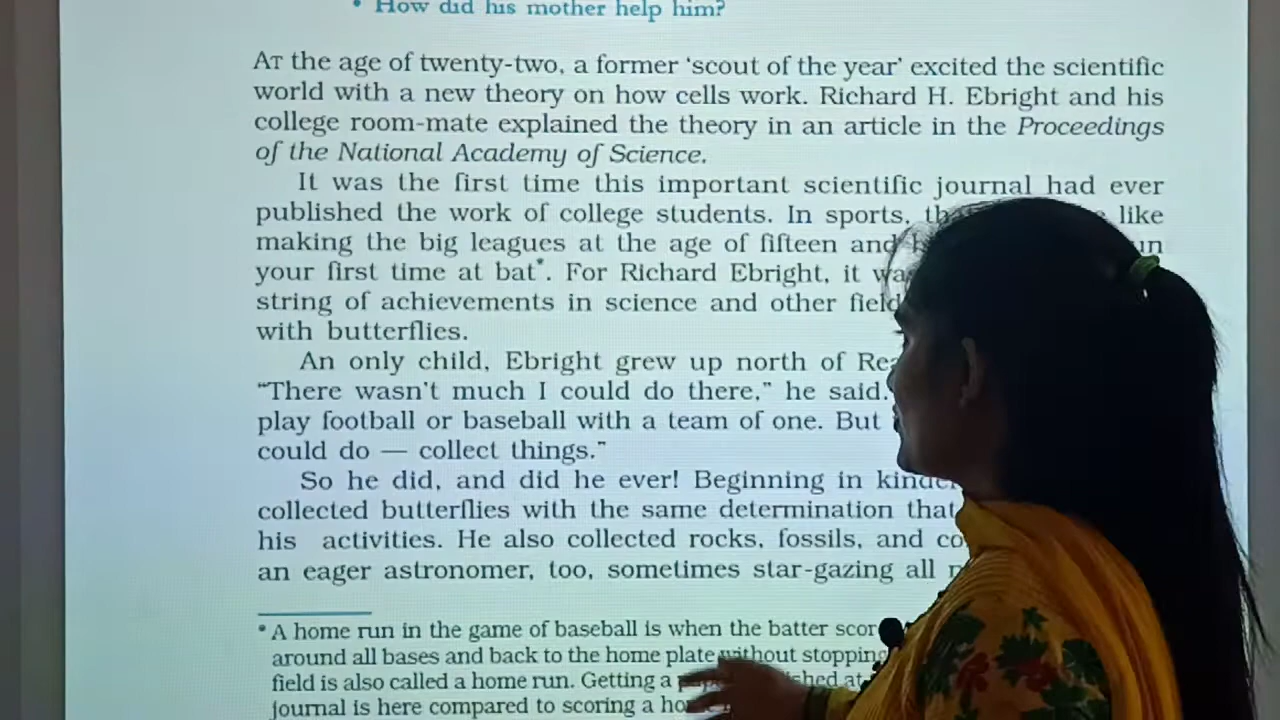 • How did his mother help him?
AT the age of twenty-two, a former ‘scout of the year’ excited the scientific
world with a new theory on how cells work. Richard H. Ebright and his
college room-mate explained the theory in an article in the Proceedings
of the National Academy of Science.
It was the first time this important scientific journal had ever
published the work of college students. In sports, like
making the big leagues at the age of fifteen and
your first time at bat*. For Richard Ebright, it
string of achievements in science and other
with butterflies.
An only child, Ebright grew up north of
“There wasn’t much I could do there,” he said.
play football or baseball with a team of one. But
could do — collect things.”
So he did, and did he ever! Beginning in
collected butterflies with the same determination that
his activities. He also collected rocks, fossils, and
an eager astronomer, too, sometimes star-gazing all
* A home run in the game of baseball is when the batter
around all bases and back to the home plate without stopping
field is also called a home run. Getting a
journal is here compared to scoring a